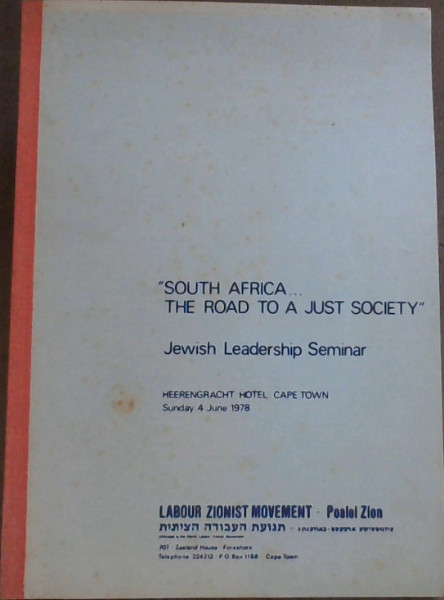 "SOUTH AFRICA...
THE ROAD TO A JUST SOCIETY"
Jewish Leadership Seminar
HEERENGRACHT HOTEL CAPE TOWN
Sunday 4 June 1978
LABOUR ZIONIST MOVEMENT · Poalei Zion
תנועת העבודה הציונית
707 Zeeland House Foreshore
Telephone 224212 · P O Box 1158 Cape Town